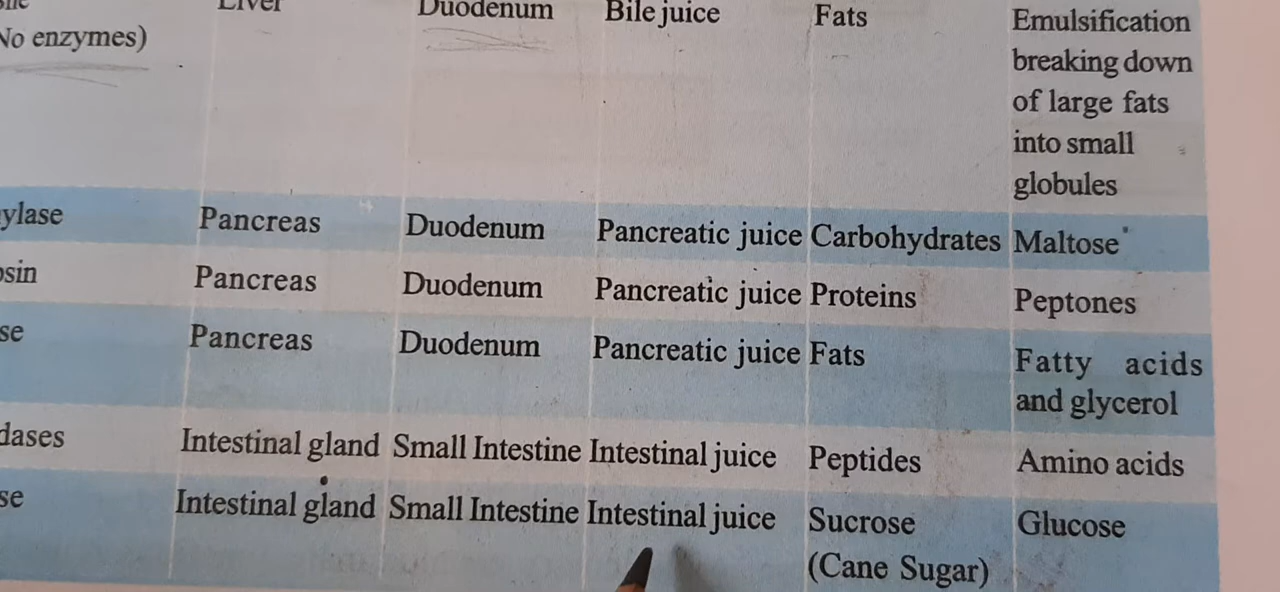 Liver Duodenum Bile juice Fats Emulsification
No enzymes) breaking down
of large fats
into small
globules
ylase Pancreas Duodenum Pancreatic juice Carbohydrates Maltose
sin Pancreas Duodenum Pancreatic juice Proteins Peptones
se Pancreas Duodenum Pancreatic juice Fats Fatty acids
and glycerol
dases Intestinal gland Small Intestine Intestinal juice Peptides Amino acids
se Intestinal gland Small Intestine Intestinal juice Sucrose Glucose
(Cane Sugar)